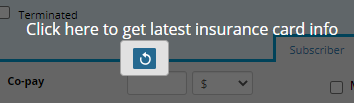 Terminated
Click here to get latest insurance card info
Subscriber
Co-pay
$